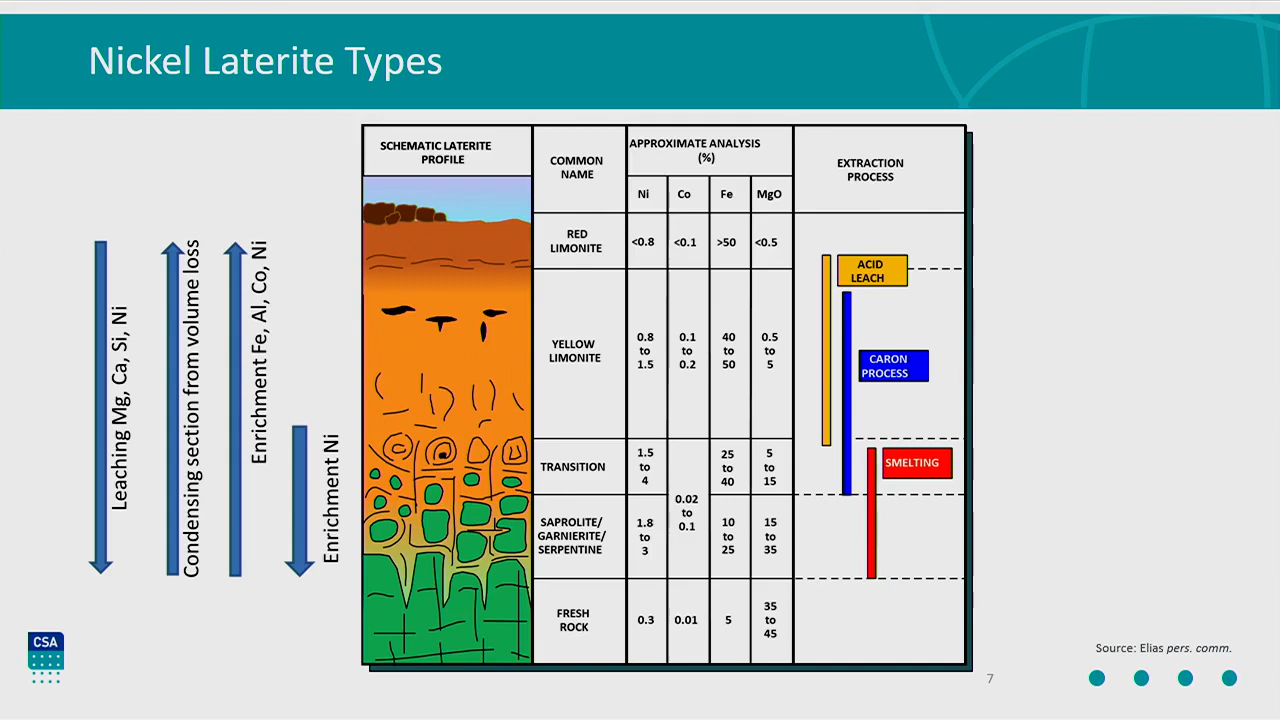 Nickel Laterite Types
SCHEMATIC LATERITE
PROFILE
COMMON
NAME
APPROXIMATE ANALYSIS
(%)
EXTRACTION
PROCESS
Ni
Co
Fe
MgO
RED
LIMONITE
<0.8
<0.1
>50
<0.5
YELLOW
LIMONITE
0.8
to
1.5
0.1
to
0.2
40
to
50
0.5
to
5
TRANSITION
1.5
to
4
0.02
to
0.1
25
to
40
5
to
15
SAPROLITE/
GARNIERITE/
SERPENTINE
1.8
to
3
10
to
25
15
to
35
FRESH
ROCK
0.3
0.01
5
35
to
45
ACID
LEACH
CARON
PROCESS
SMELTING
Leaching Mg, Ca, Si, Ni
Condensing section from volume loss
Enrichment Fe, Al, Co, Ni
Enrichment Ni
CSA
Source: Elias pers. comm.
7